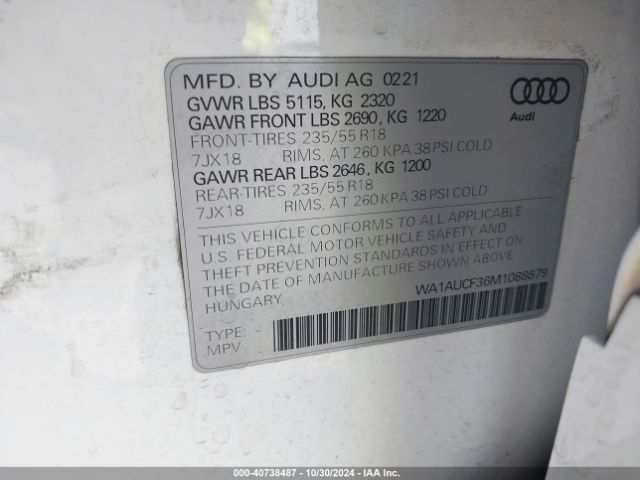 MFD. BY AUDI AG 0221
GVWR LBS 5115, KG 2320
GAWR FRONT LBS 2690, KG 1220
FRONT-TIRES 235/55 R18
7JX18 RIMS, AT 260 KPA 38 PSI COLD
GAWR REAR LBS 2646, KG 1200
REAR-TIRES 235/55 R18
7JX18 RIMS, AT 260 KPA 38 PSI COLD
Audi
THIS VEHICLE CONFORMS TO ALL APPLICABLE
U.S. FEDERAL MOTOR VEHICLE SAFETY AND
THEFT PREVENTION STANDARDS IN EFFECT ON
THE DATE OF MANUFACTURE SHOWN ABOVE
HUNGARY.
WA1AUCF36M1088879
TYPE:
MPV
000-40738487 - 10/30/2024 - IAA Inc.